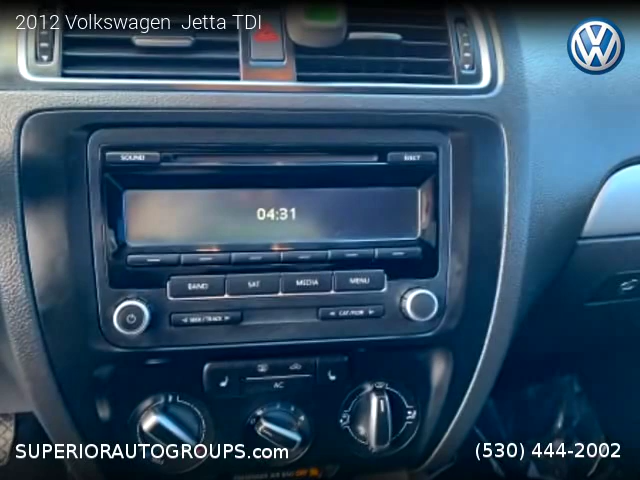 2012 Volkswagen Jetta TDI
SOUND
EJECT
04:31
BAND SAT MEDIA MENU
SEEK / TRACK
CAT/FLDR
AC
SUPERIORAUTOGROUPS.com
(530) 444-2002